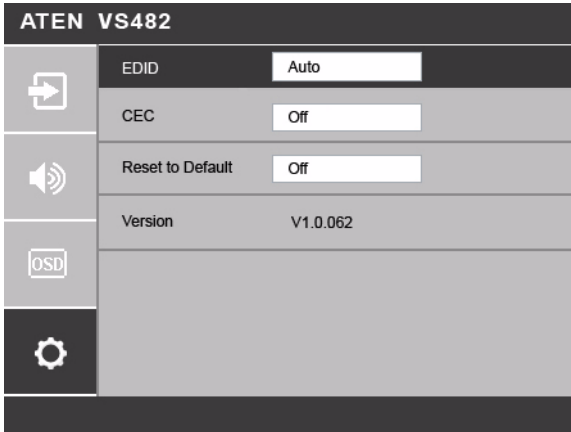 ATEN VS482
EDID Auto
CEC Off
Reset to Default Off
Version V1.0.062
OSD